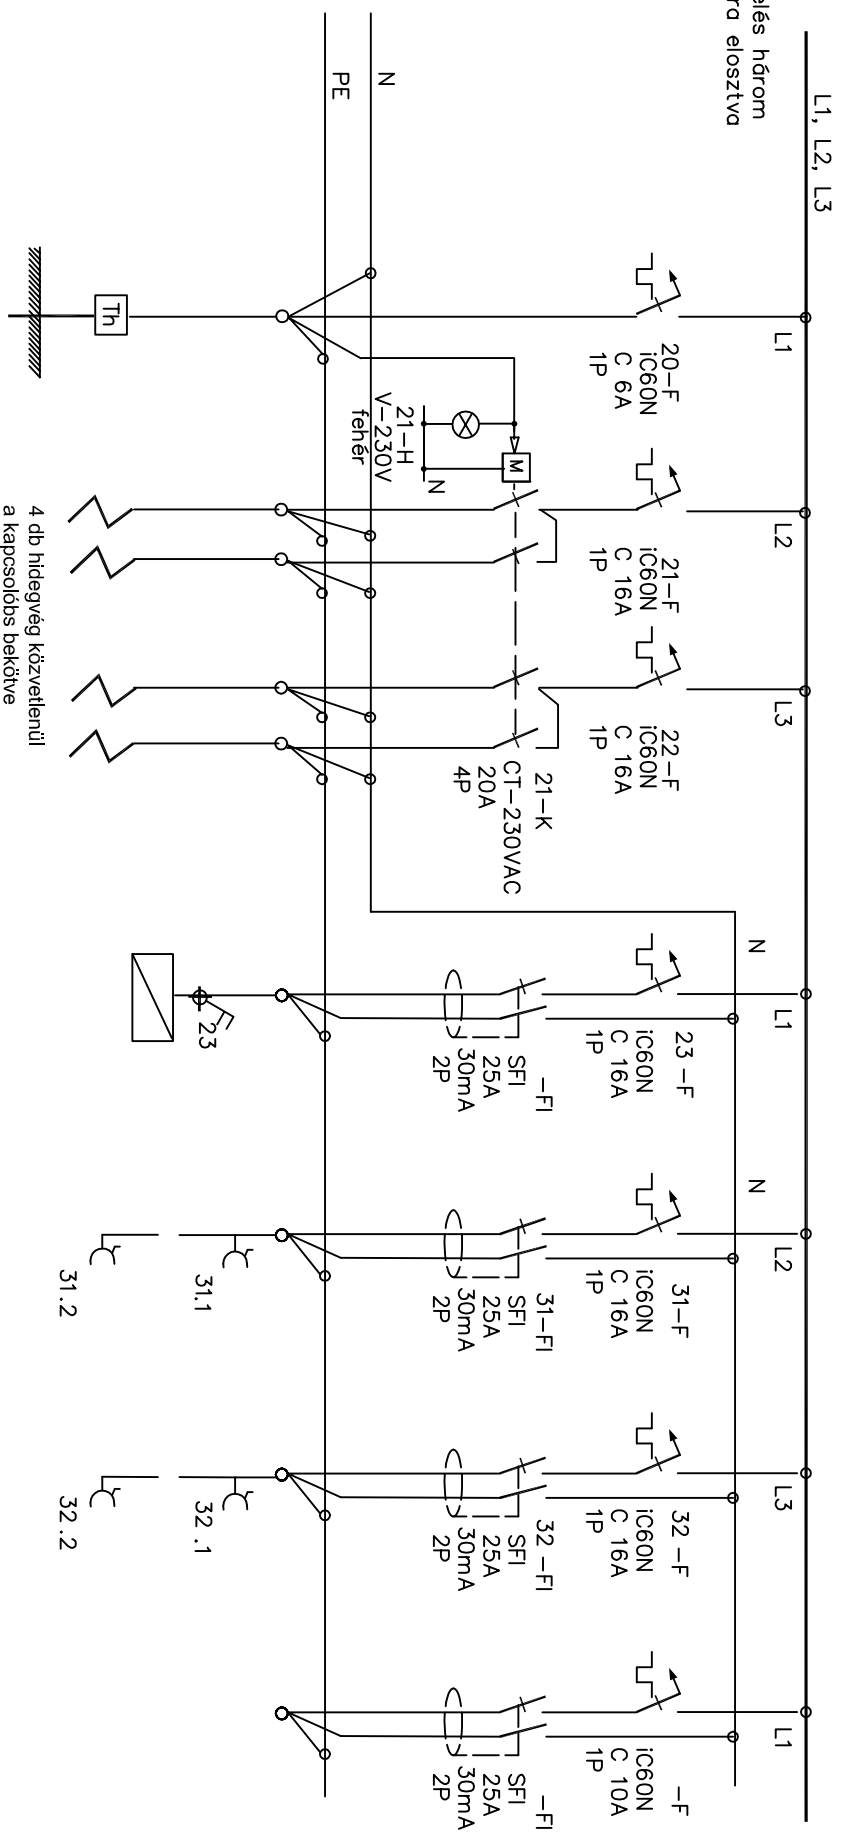 elés három
ra elosztva
L1, L2, L3
N
PE
L1
20-F
iC60N
C 6A
1P
Th
21-H
V-230V
fehér
M
N
L2
21-F
iC60N
C 16A
1P
L3
22-F
iC60N
C 16A
1P
21-K
CT-230VAC
20A
4P
4 db hidegvég közvetlenül
a kapcsolóbs bekötve
N
L1
23 -F
iC60N
C 16A
1P
-FI
SFI
25A
30mA
2P
23
N
L2
31-F
iC60N
C 16A
1P
31-FI
SFI
25A
30mA
2P
31.1
31.2
L3
32 -F
iC60N
C 16A
1P
32 -FI
SFI
25A
30mA
2P
32 .1
32 .2
L1
-F
iC60N
C 10A
1P
-FI
SFI
25A
30mA
2P